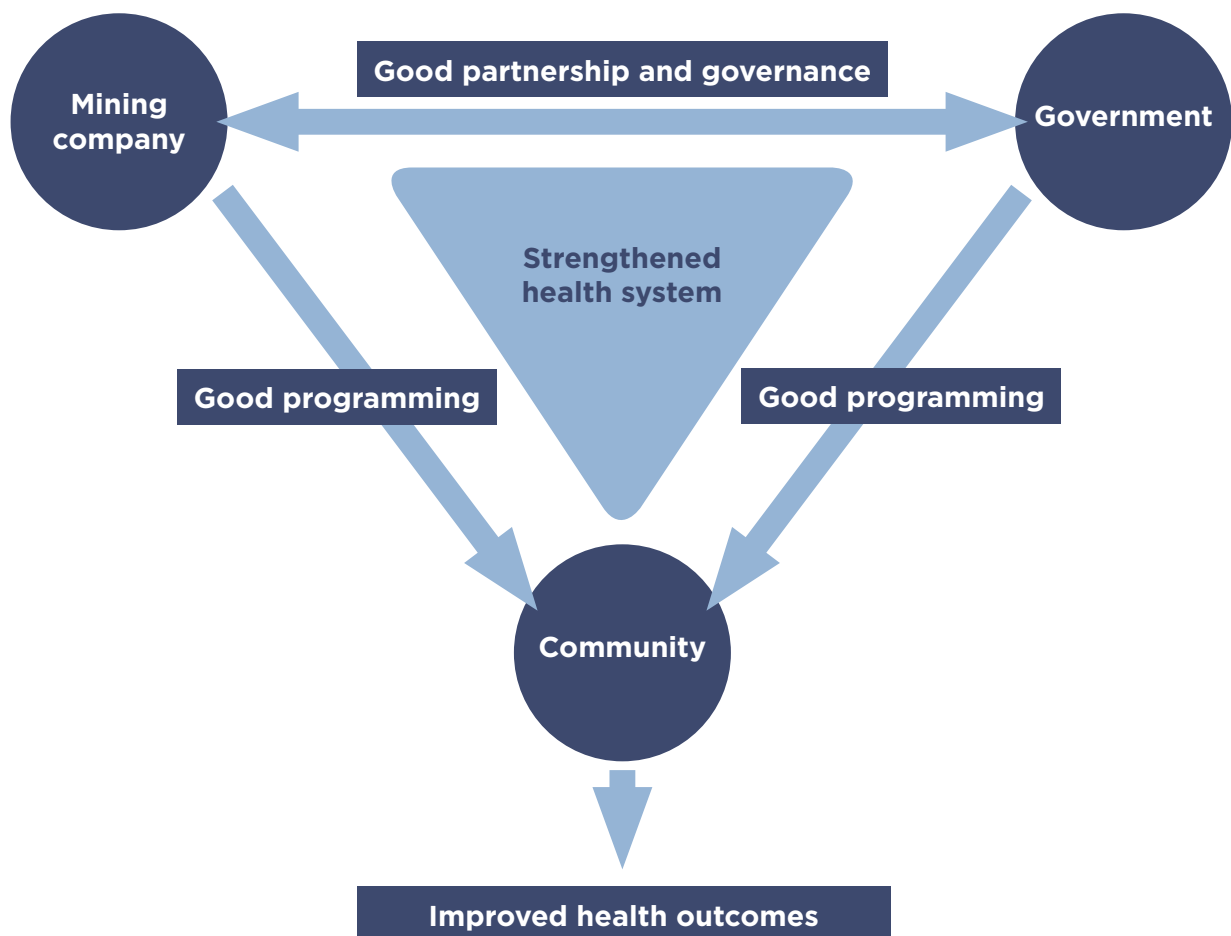 Good partnership and governance
Mining
company
Government
Strengthened
health system
Good programming
Good programming
Community
Improved health outcomes